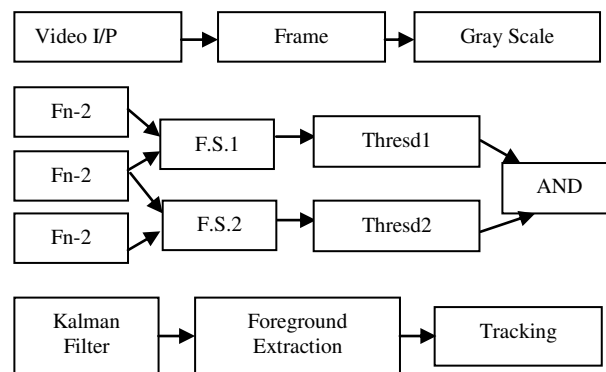 Video I/P
Frame
Gray Scale
Fn-2
Fn-2
Fn-2
F.S.1
F.S.2
Thresd1
Thresd2
AND
Kalman
Filter
Foreground
Extraction
Tracking